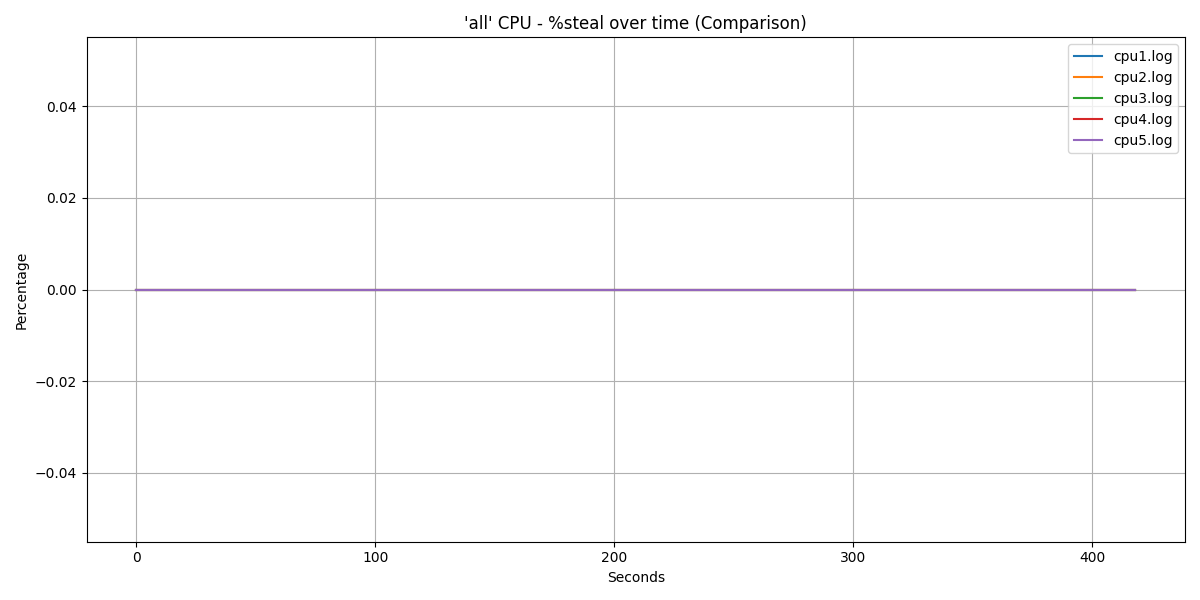 'all' CPU - %steal over time (Comparison)
cpu1.log
cpu2.log
cpu3.log
cpu4.log
cpu5.log
Percentage
0.04
0.02
0.00
−0.02
−0.04
0 100 200 300 400
Seconds